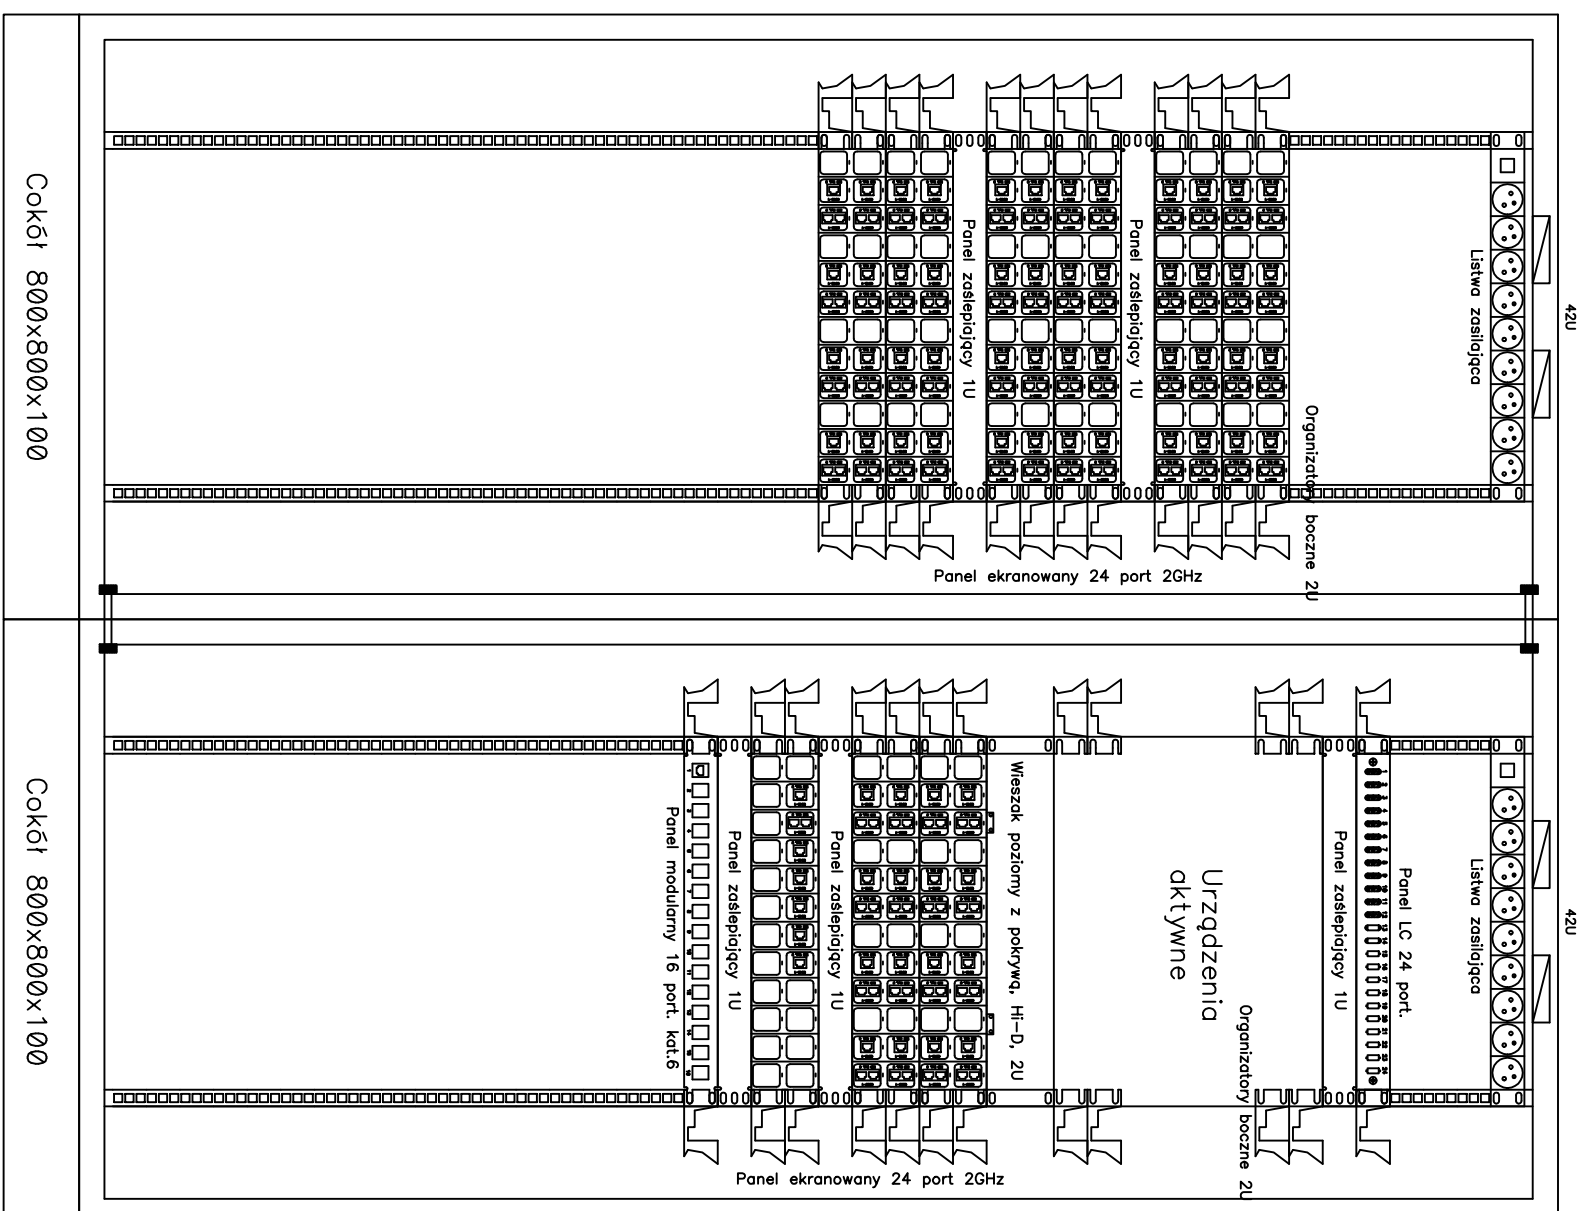 42U
Listwa zasilająca
Organizatory boczne 2U
Panel zaślepiający 1U
Panel zaślepiający 1U
Panel ekranowany 24 port 2GHz
Cokół 800x800x100
42U
Listwa zasilająca
Panel LC 24 port.
Panel zaślepiający 1U
Organizatory boczne 2U
Urządzenia
aktywne
Wieszak poziomy z pokrywą, Hi-D, 2U
Panel zaślepiający 1U
Panel zaślepiający 1U
Panel modularny 16 port. kat.6
Panel ekranowany 24 port 2GHz
Cokół 800x800x100